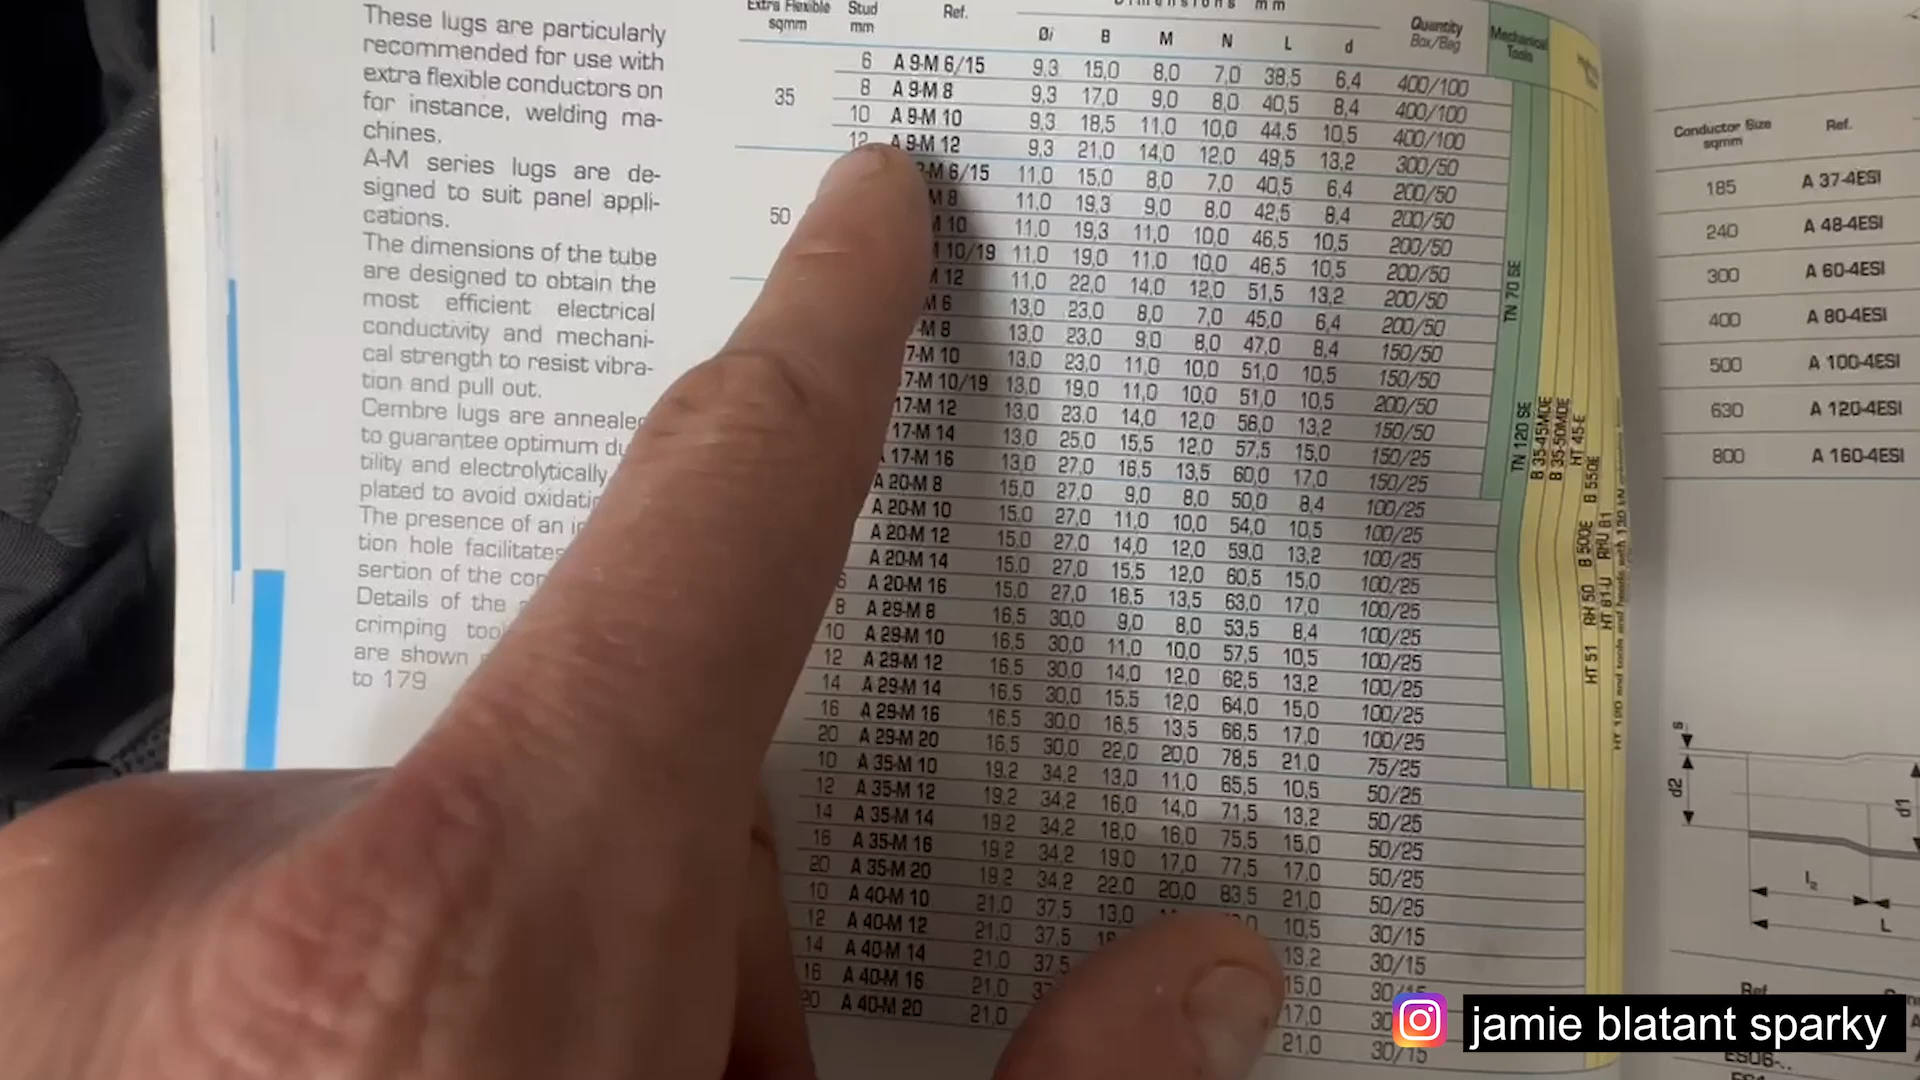 These lugs are particularly
recommended for use with
extra flexible conductors on
for instance, welding ma-
chines.
A-M series lugs are de-
signed to suit panel appli-
cations.
The dimensions of the tube
are designed to obtain the
most efficient electrical
conductivity and mechani-
cal strength to resist vibra-
tion and pull out.
Cembre lugs are annealed
to guarantee optimum du
tility and electrolytically
plated to avoid oxidati
The presence of an i
tion hole facilitates
sertion of the co
Details of the
crimping too
are shown
to 179
Extra Flexible sqmm Stud mm Ref. Dimensions mm Quantity Box/Bag Mechanical Tools
Øi B M N L d
35
6 A 9-M 6/15 9,3 15,0 8,0 7,0 38,5 6,4 400/100
8 A 9-M 8 9,3 17,0 9,0 8,0 40,5 8,4 400/100
10 A 9-M 10 9,3 18,5 11,0 10,0 44,5 10,5 400/100
12 A 9-M 12 9,3 21,0 14,0 12,0 49,5 13,2 300/50
50
-M 6/15 11,0 15,0 8,0 7,0 40,5 6,4 200/50
M 8 11,0 19,3 9,0 8,0 42,5 8,4 200/50
M 10 11,0 19,3 11,0 10,0 46,5 10,5 200/50
10/19 11,0 19,0 11,0 10,0 46,5 10,5 200/50
M 12 11,0 22,0 14,0 12,0 51,5 13,2 200/50
M 6 13,0 23,0 8,0 7,0 45,0 6,4 200/50
-M 8 13,0 23,0 9,0 8,0 47,0 8,4 150/50
7-M 10 13,0 23,0 11,0 10,0 51,0 10,5 150/50
7-M 10/19 13,0 19,0 11,0 10,0 51,0 10,5 200/50
17-M 12 13,0 23,0 14,0 12,0 56,0 13,2 150/50
17-M 14 13,0 25,0 15,5 12,0 57,5 15,0 150/25
17-M 16 13,0 27,0 16,5 13,5 60,0 17,0 150/25
A 20-M 8 15,0 27,0 9,0 8,0 50,0 8,4 100/25
A 20-M 10 15,0 27,0 11,0 10,0 54,0 10,5 100/25
A 20-M 12 15,0 27,0 14,0 12,0 59,0 13,2 100/25
A 20-M 14 15,0 27,0 15,5 12,0 60,5 15,0 100/25
6 A 20-M 16 15,0 27,0 16,5 13,5 63,0 17,0 100/25
8 A 29-M 8 16,5 30,0 9,0 8,0 53,5 8,4 100/25
10 A 29-M 10 16,5 30,0 11,0 10,0 57,5 10,5 100/25
12 A 29-M 12 16,5 30,0 14,0 12,0 62,5 13,2 100/25
14 A 29-M 14 16,5 30,0 15,5 12,0 64,0 15,0 100/25
16 A 29-M 16 16,5 30,0 16,5 13,5 66,5 17,0 100/25
20 A 29-M 20 16,5 30,0 22,0 20,0 78,5 21,0 75/25
10 A 35-M 10 19,2 34,2 13,0 11,0 65,5 10,5 50/25
12 A 35-M 12 19,2 34,2 16,0 14,0 71,5 13,2 50/25
14 A 35-M 14 19,2 34,2 18,0 16,0 75,5 15,0 50/25
16 A 35-M 16 19,2 34,2 19,0 17,0 77,5 17,0 50/25
20 A 35-M 20 19,2 34,2 22,0 20,0 83,5 21,0 50/25
10 A 40-M 10 21,0 37,5 13,0 10,5 30/15
12 A 40-M 12 21,0 37,5 13,2 30/15
14 A 40-M 14 21,0 37,5 15,0
16 A 40-M 16 21,0 17,0
20 A 40-M 20 21,0 21,0 30/15
TN 70 SE
TN 120 SE
B 35-45MDE
B 35-50MDE
HT 45-E
B 550E
HT 51 RH 50 B 500E
HT 81-U RHU 81
Conductor Size sqmm Ref.
185 A 37-4ESI
240 A 48-4ESI
300 A 60-4ESI
400 A 80-4ESI
500 A 100-4ESI
630 A 120-4ESI
800 A 160-4ESI
s
d2
d1
l2
L
Ref.
jamie blatant sparky